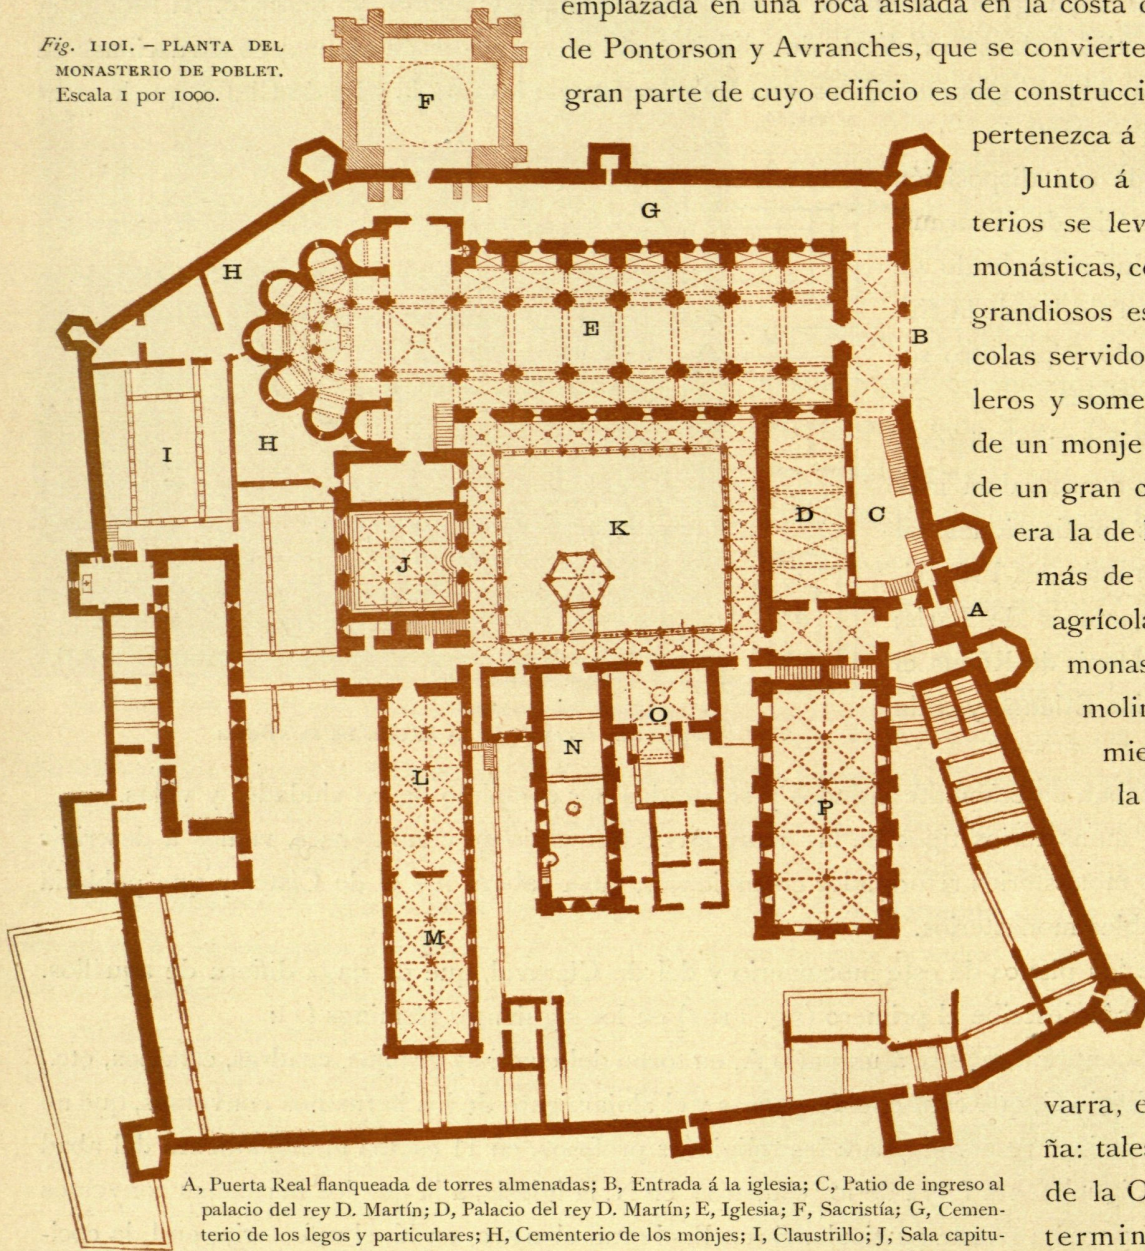 Fig. 1101. – PLANTA DEL
MONASTERIO DE POBLET.
Escala 1 por 1000.
emplazada en una roca aislada en la costa
de Pontorson y Avranches, que se convierte
gran parte de cuyo edificio es de construcci
pertenezca á
Junto á
terios se lev
monásticas, c
grandiosos es
colas servido
leros y some
de un monje
de un gran c
era la de
más de
agrícola
monas
molin
mie
la
F
G
H
E
B
H
I
K
D
C
J
A
O
N
L
P
M
varra, e
ña: tales
de la C
termin
A, Puerta Real flanqueada de torres almenadas; B, Entrada á la iglesia; C, Patio de ingreso al
palacio del rey D. Martín; D, Palacio del rey D. Martín; E, Iglesia; F, Sacristía; G, Cemen-
terio de los legos y particulares; H, Cementerio de los monjes; I, Claustrillo; J, Sala capitu-